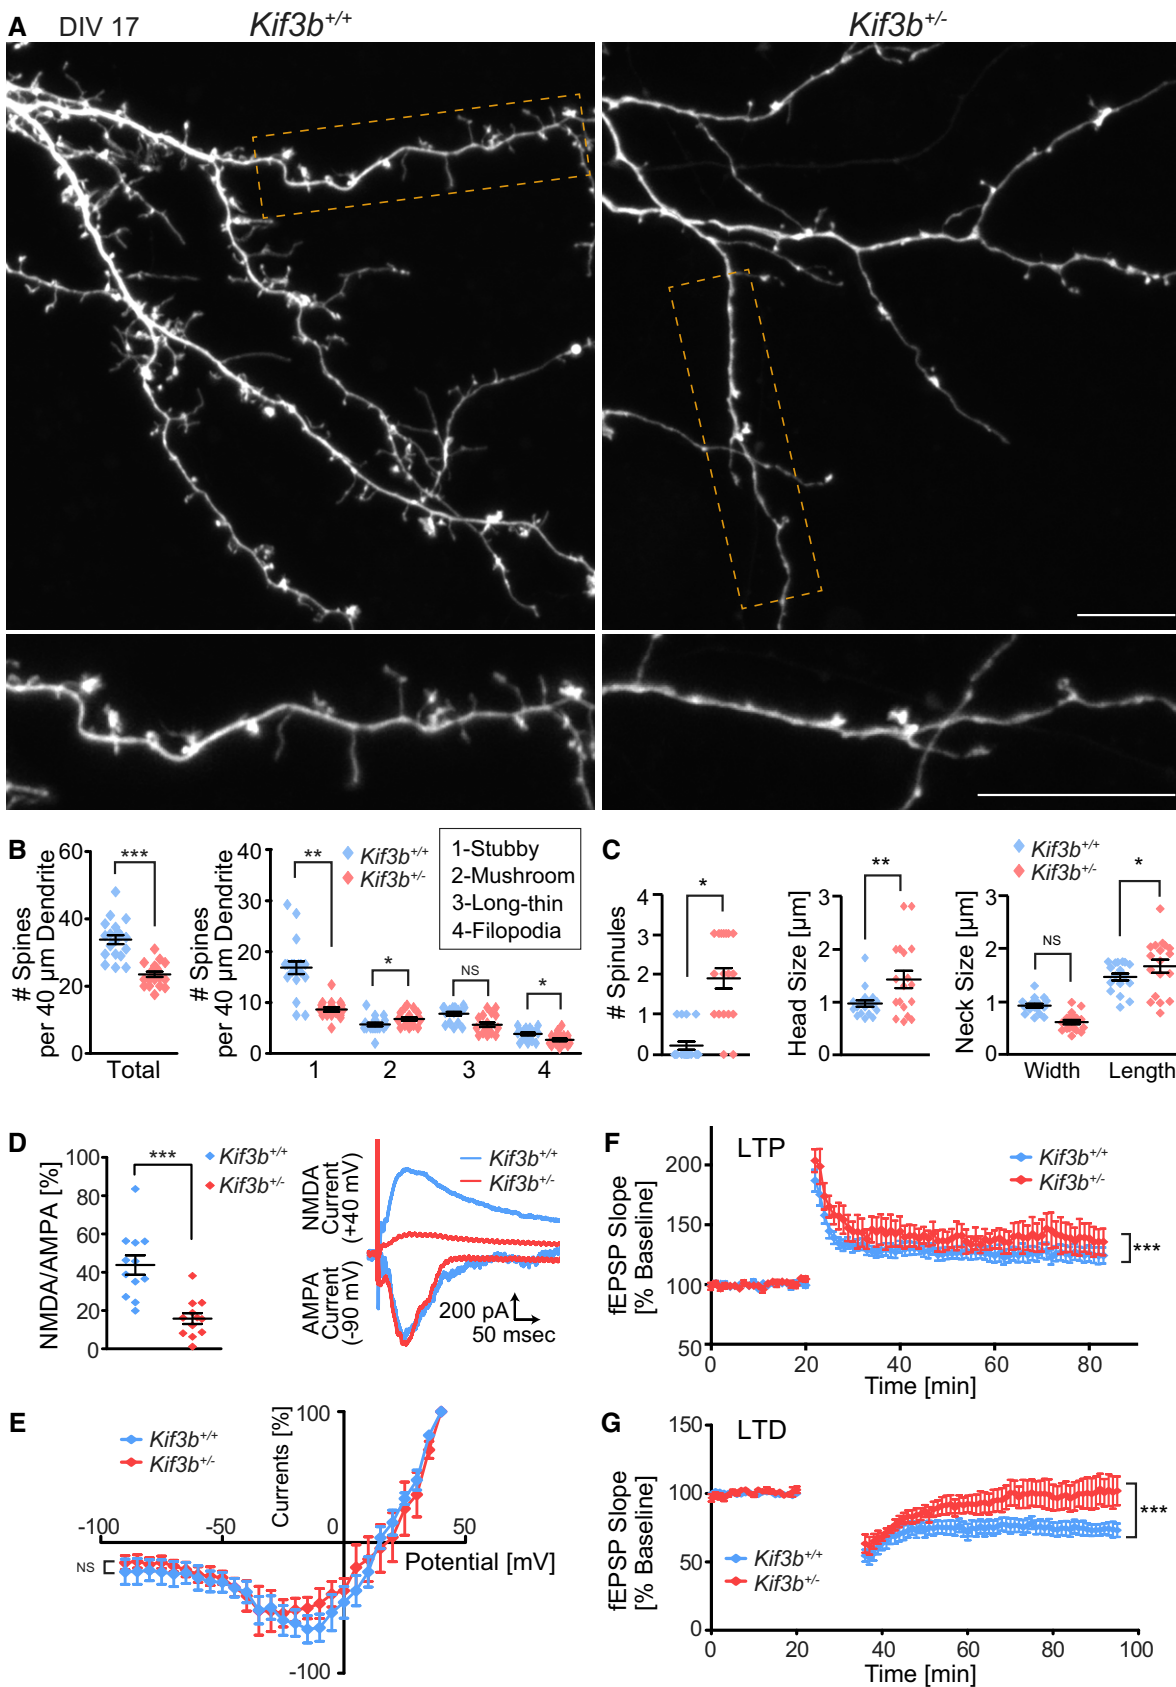 A DIV 17 Kif3b+/+ Kif3b+/-
B
60
40
20
0
# Spines
per 40 µm Dendrite
***
Total
40
30
20
10
0
# Spines
per 40 µm Dendrite
**
*
NS
*
1 2 3 4
Kif3b+/+
Kif3b+/-
1-Stubby
2-Mushroom
3-Long-thin
4-Filopodia
C
4
3
2
1
0
# Spinules
*
3
2
1
0
Head Size [µm]
**
Kif3b+/+
Kif3b+/-
3
2
1
0
Neck Size [µm]
NS
*
Width Length
D
100
80
60
40
20
0
NMDA/AMPA [%]
***
Kif3b+/+
Kif3b+/-
NMDA
Current
(+40 mV)
AMPA
Current
(-90 mV)
Kif3b+/+
Kif3b+/-
200 pA
50 msec
E
Kif3b+/+
Kif3b+/-
100
Currents [%]
-100 -50 0 50
Potential [mV]
NS
-100
F
LTP
200
150
100
50
fEPSP Slope
[% Baseline]
Kif3b+/+
Kif3b+/-
***
0 20 40 60 80
Time [min]
G
LTD
150
100
50
0
fEPSP Slope
[% Baseline]
Kif3b+/+
Kif3b+/-
***
0 20 40 60 80 100
Time [min]